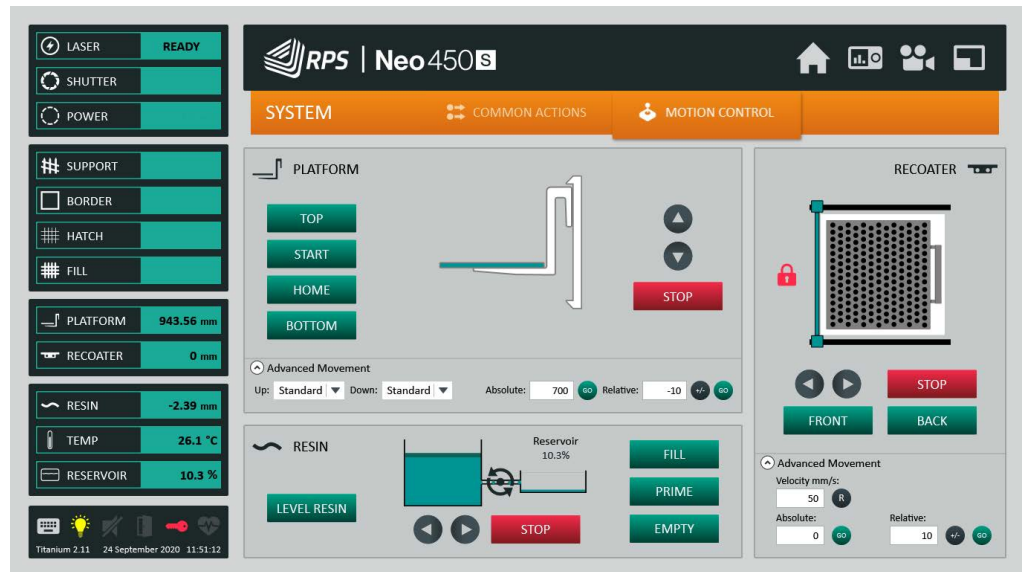 LASER READY
SHUTTER
POWER
SUPPORT
BORDER
HATCH
FILL
PLATFORM 943.56 mm
RECOATER 0 mm
RESIN -2.39 mm
TEMP 26.1 °C
RESERVOIR 10.3 %
Titanium 2.11 24 September 2020 11:51:12
RPS | Neo450S
SYSTEM COMMON ACTIONS MOTION CONTROL
PLATFORM
TOP
START
HOME
BOTTOM
STOP
Advanced Movement
Up: Standard Down: Standard Absolute: 700 GO Relative: -10 +/- GO
RESIN
Reservoir
10.3%
LEVEL RESIN
STOP
FILL
PRIME
EMPTY
RECOATER
STOP
FRONT BACK
Advanced Movement
Velocity mm/s:
50 R
Absolute: Relative:
0 GO 10 +/- GO